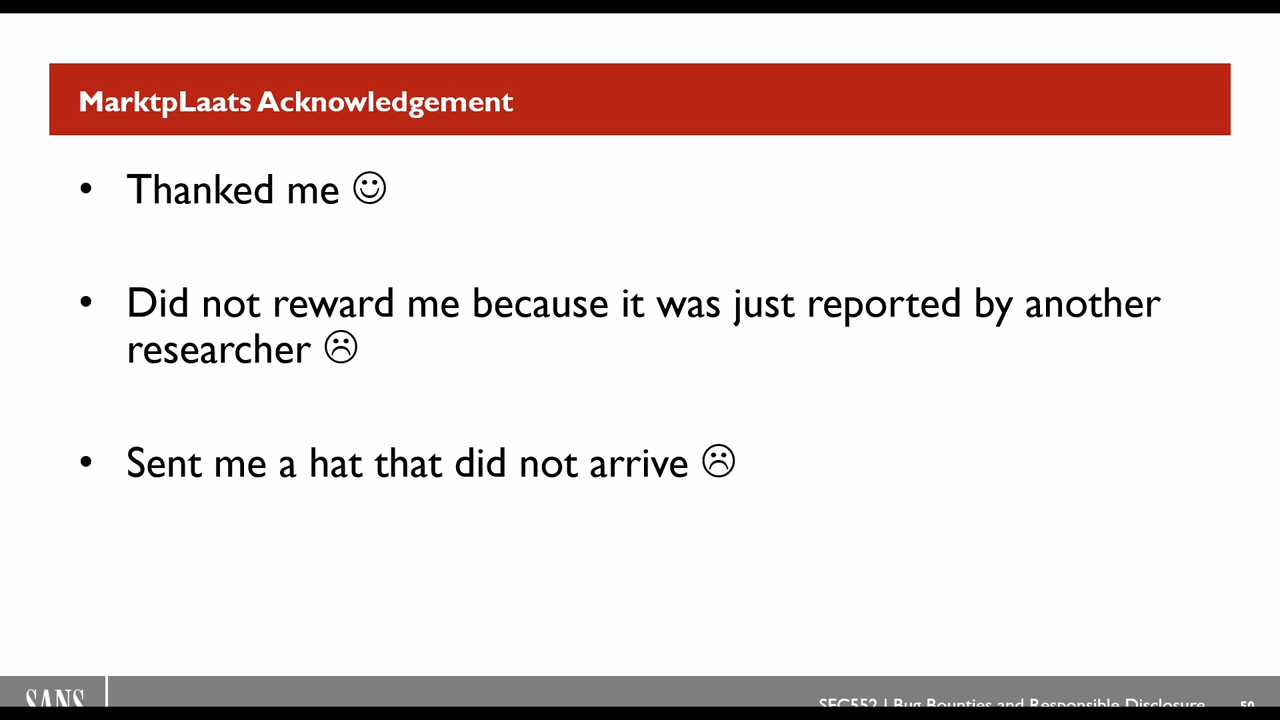 MarktpLaats Acknowledgement
• Thanked me ☺
• Did not reward me because it was just reported by another
researcher ☹
• Sent me a hat that did not arrive ☹
SANS
SEC552 | Bug Bounties and Responsible Disclosure 59